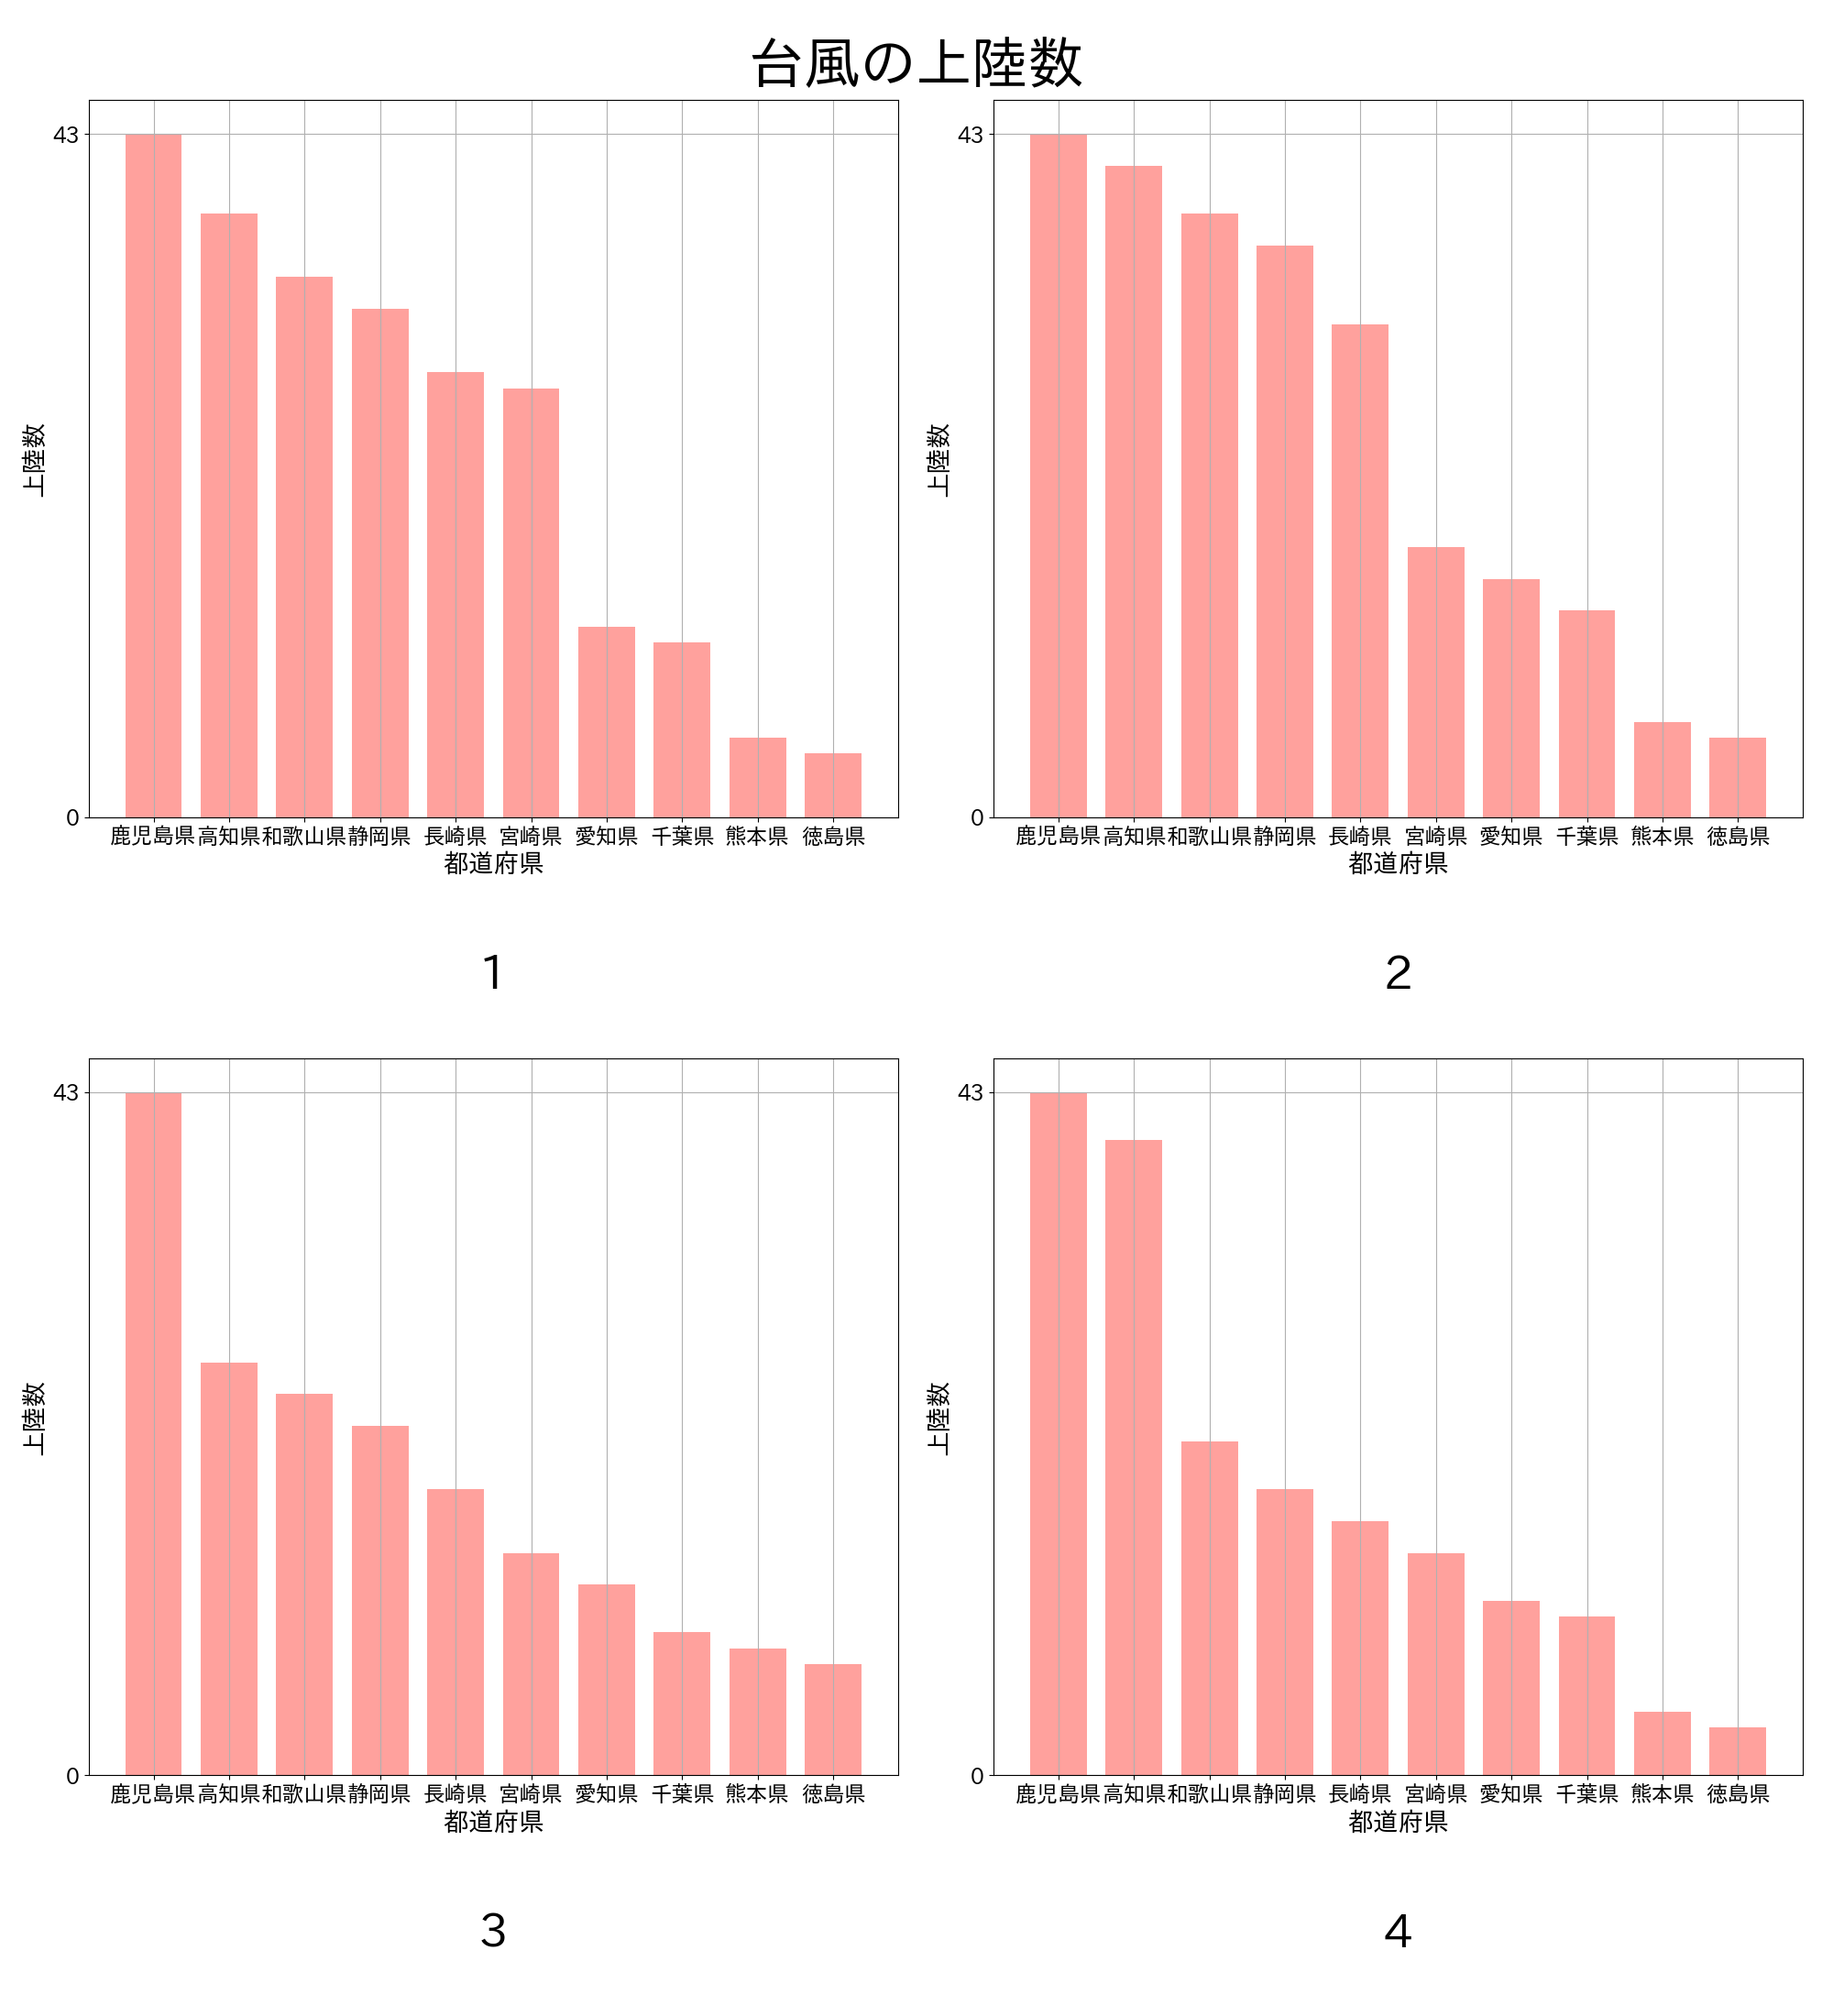 台風の上陸数
43
0
上陸数
鹿児島県 高知県 和歌山県 静岡県 長崎県 宮崎県 愛知県 千葉県 熊本県 徳島県
都道府県
1
43
0
上陸数
鹿児島県 高知県 和歌山県 静岡県 長崎県 宮崎県 愛知県 千葉県 熊本県 徳島県
都道府県
2
43
0
上陸数
鹿児島県 高知県 和歌山県 静岡県 長崎県 宮崎県 愛知県 千葉県 熊本県 徳島県
都道府県
3
43
0
上陸数
鹿児島県 高知県 和歌山県 静岡県 長崎県 宮崎県 愛知県 千葉県 熊本県 徳島県
都道府県
4